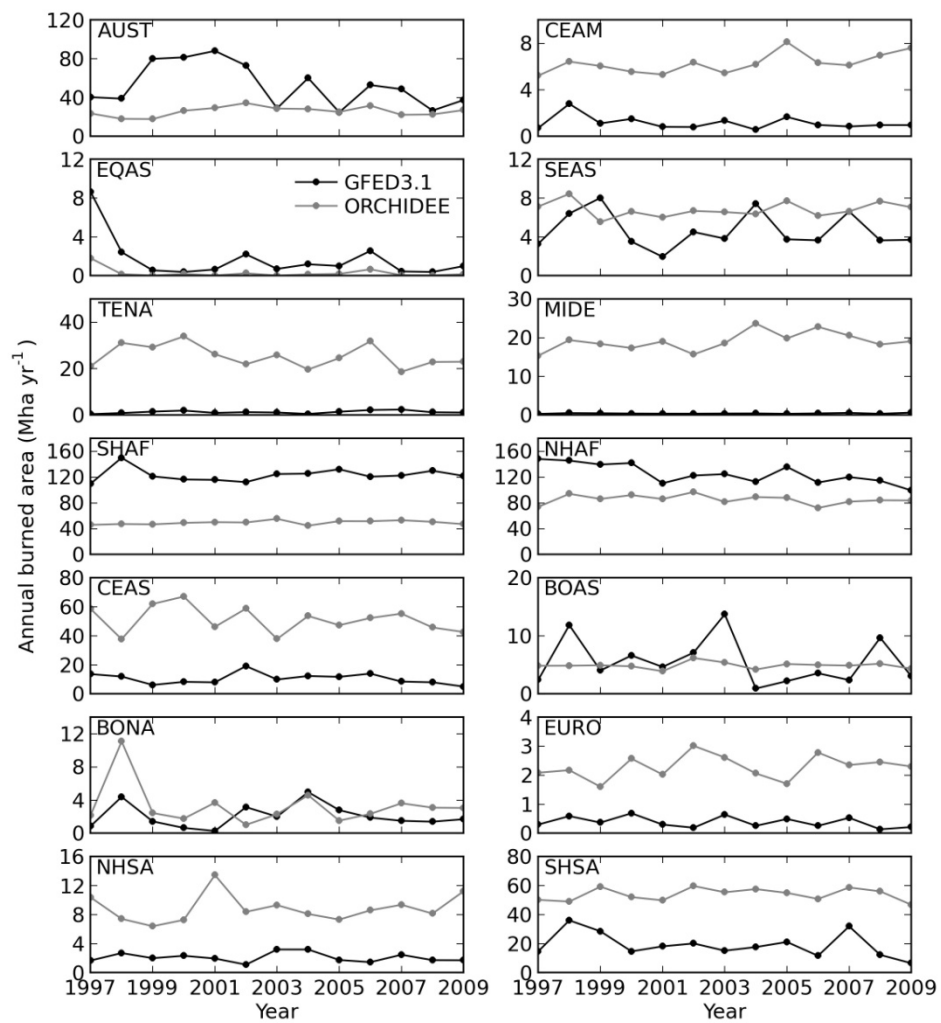 Annual burned area (Mha yr⁻¹)
AUST
120
80
40
0
CEAM
8
4
0
EQAS
12
8
4
0
GFED3.1
ORCHIDEE
SEAS
12
8
4
0
TENA
40
20
0
MIDE
30
20
10
0
SHAF
160
120
80
40
0
NHAF
160
120
80
40
0
CEAS
80
60
40
20
0
BOAS
20
10
5
0
BONA
12
8
4
0
EURO
4
3
2
1
0
NHSA
16
12
8
4
0
1997 1999 2001 2003 2005 2007 2009
Year
SHSA
80
60
40
20
0
1997 1999 2001 2003 2005 2007 2009
Year